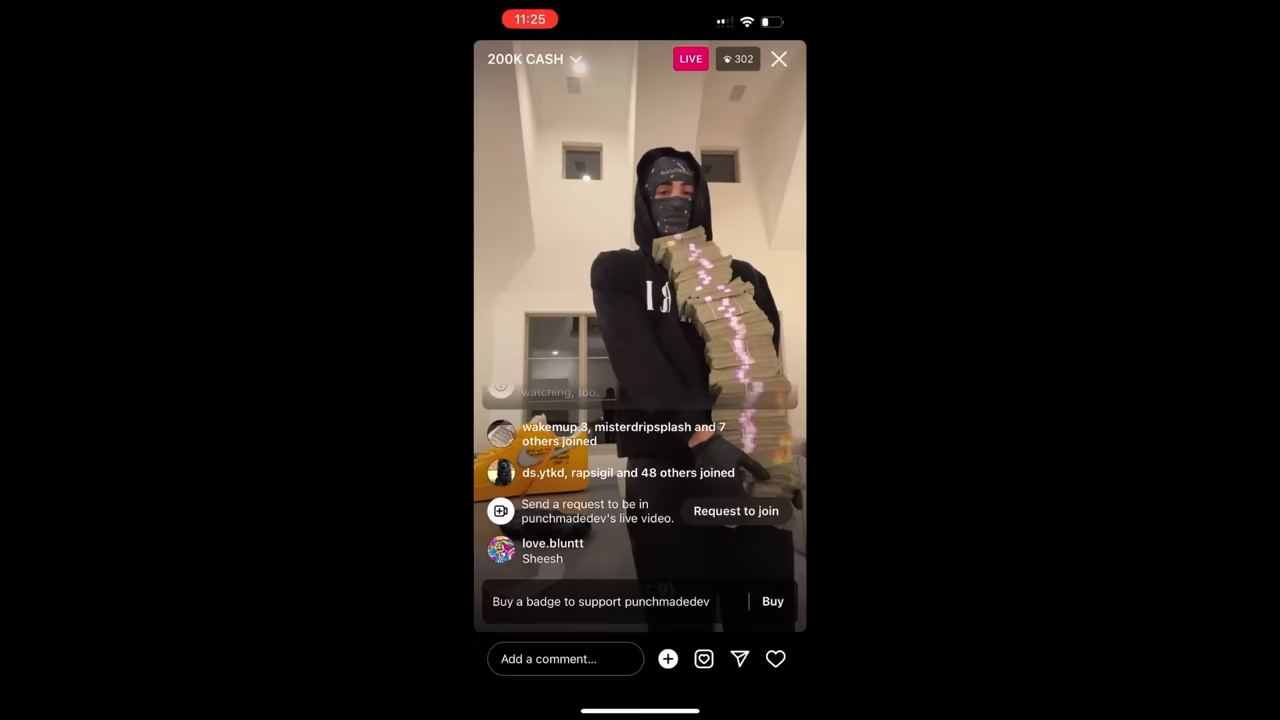 11:25
200K CASH
LIVE
302
watching, too.
wakemup.3, misterdripsplash and 7
others joined
ds.ytkd, rapsigil and 48 others joined
Send a request to be in
punchmadedev's live video.
Request to join
love.bluntt
Sheesh
Buy a badge to support punchmadedev
Buy
Add a comment...